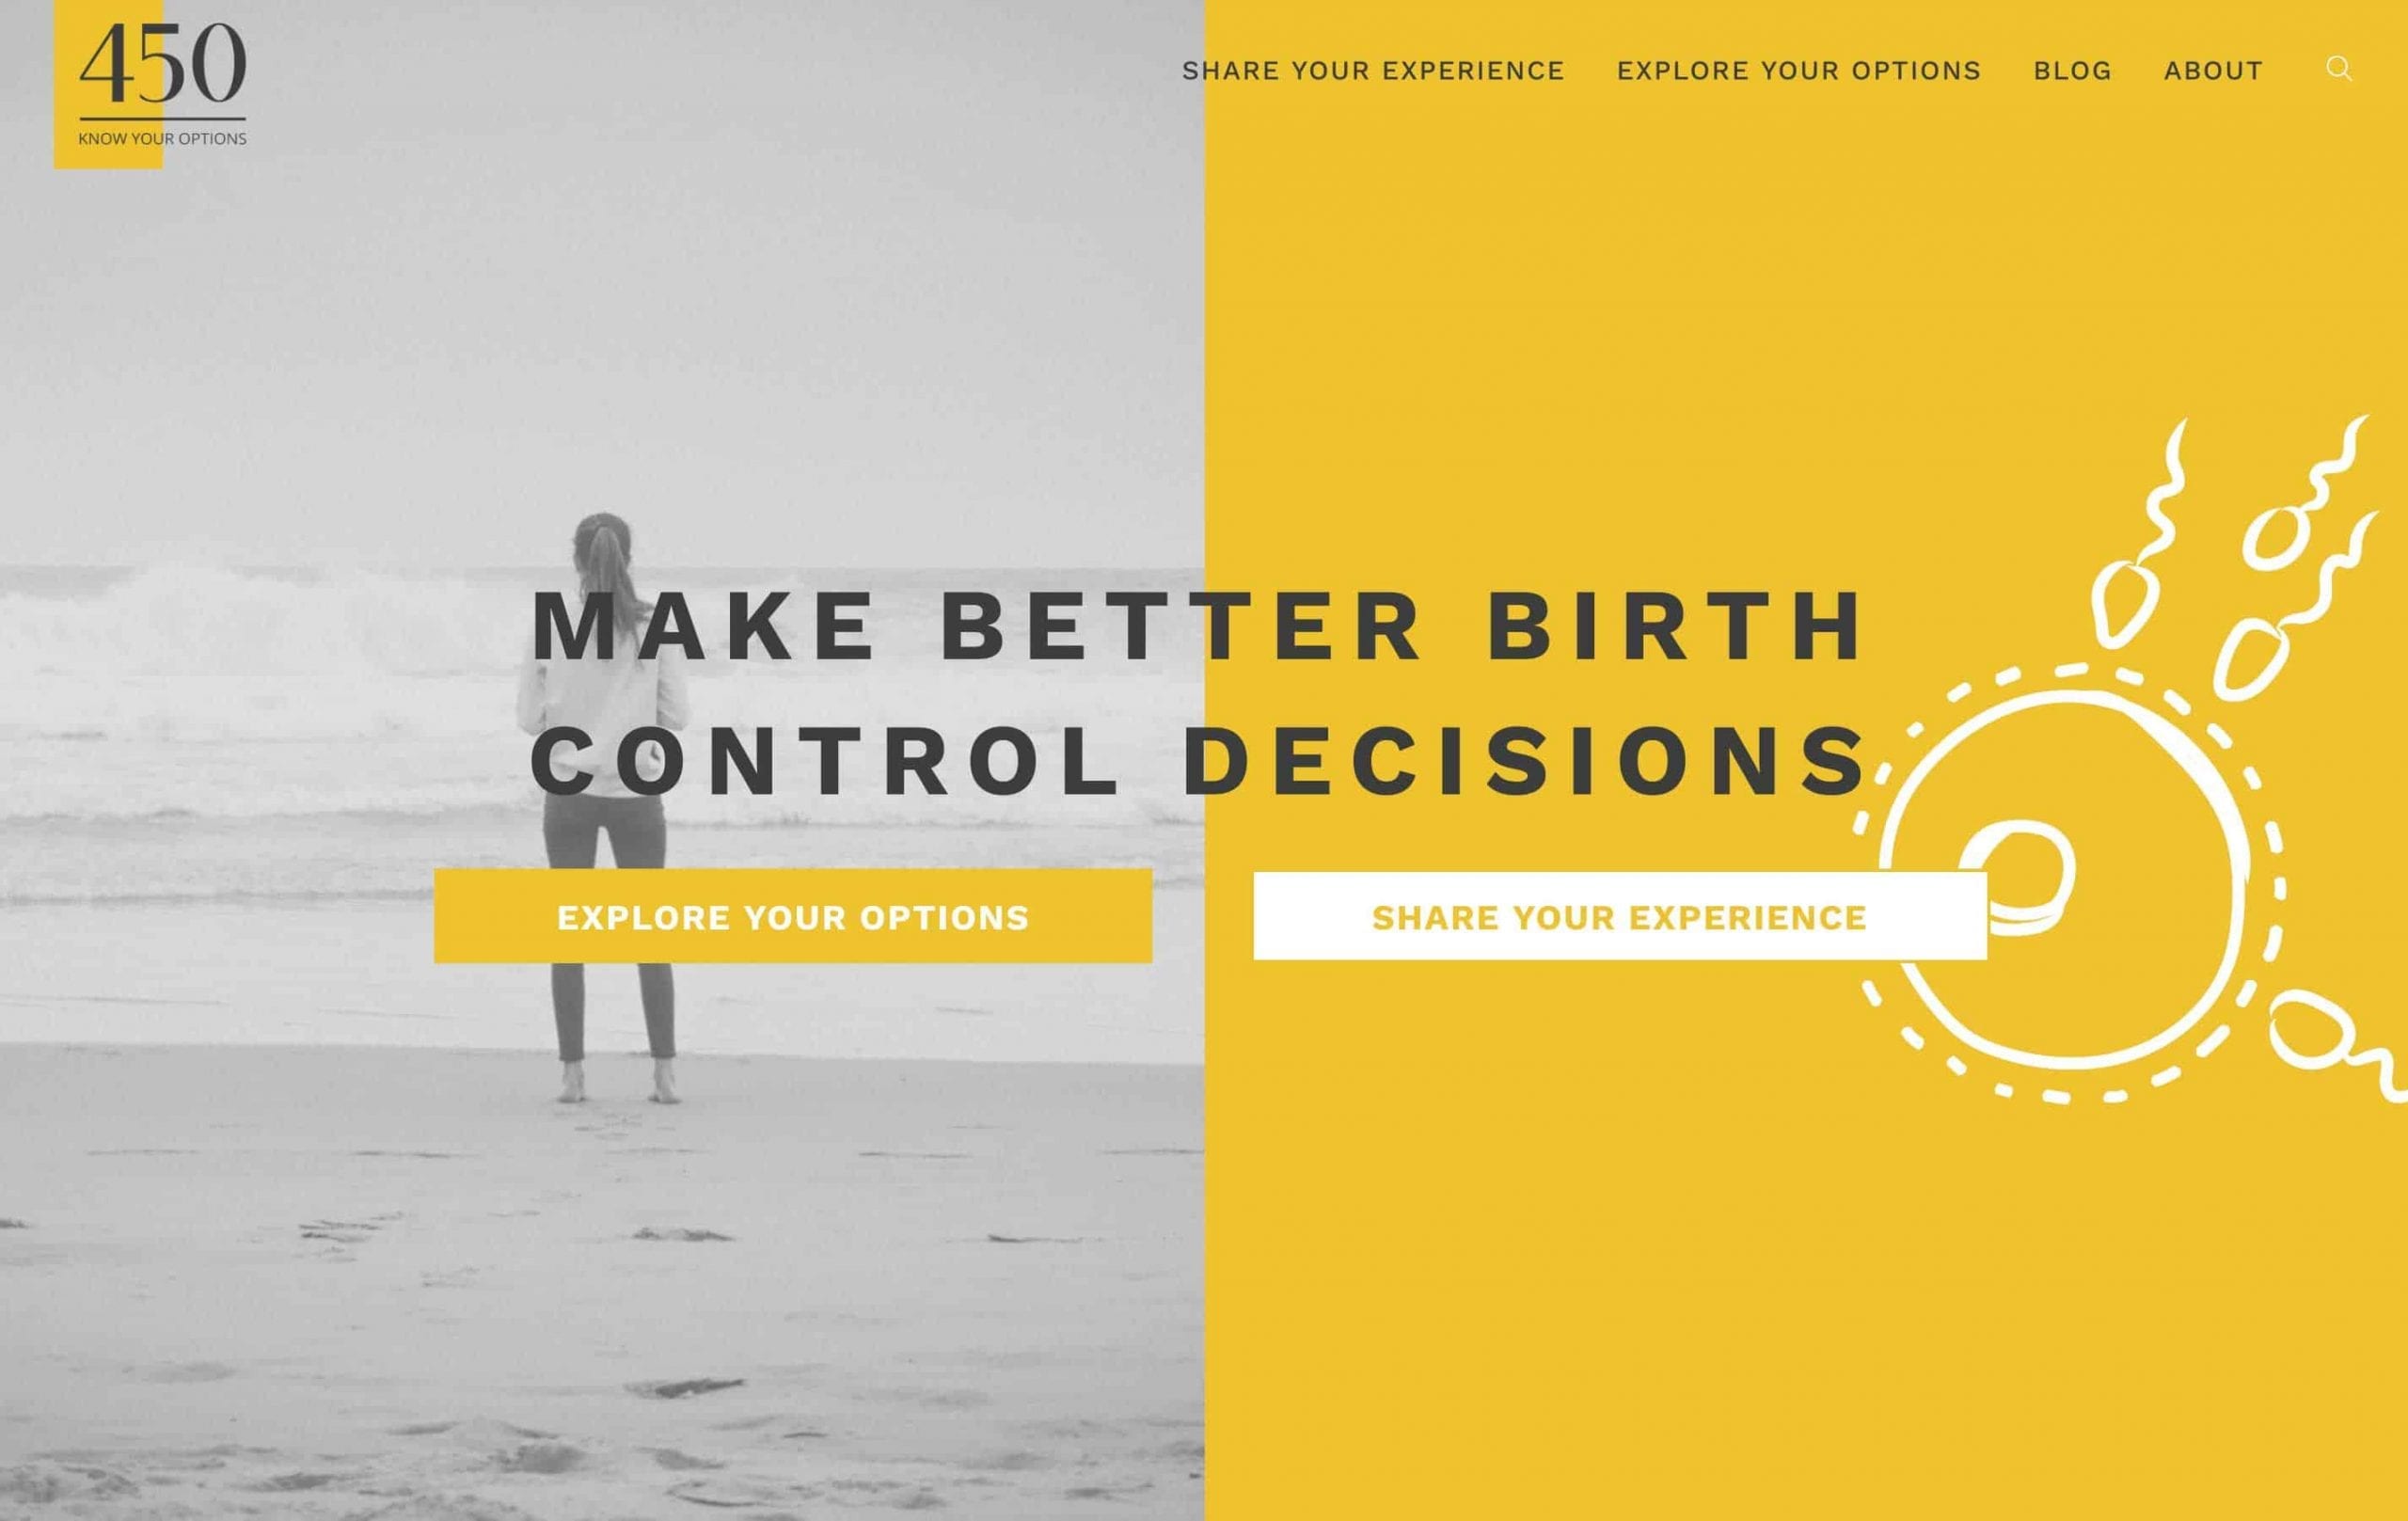 450
KNOW YOUR OPTIONS
SHARE YOUR EXPERIENCE
EXPLORE YOUR OPTIONS
BLOG
ABOUT
MAKE BETTER BIRTH
CONTROL DECISIONS
EXPLORE YOUR OPTIONS
SHARE YOUR EXPERIENCE